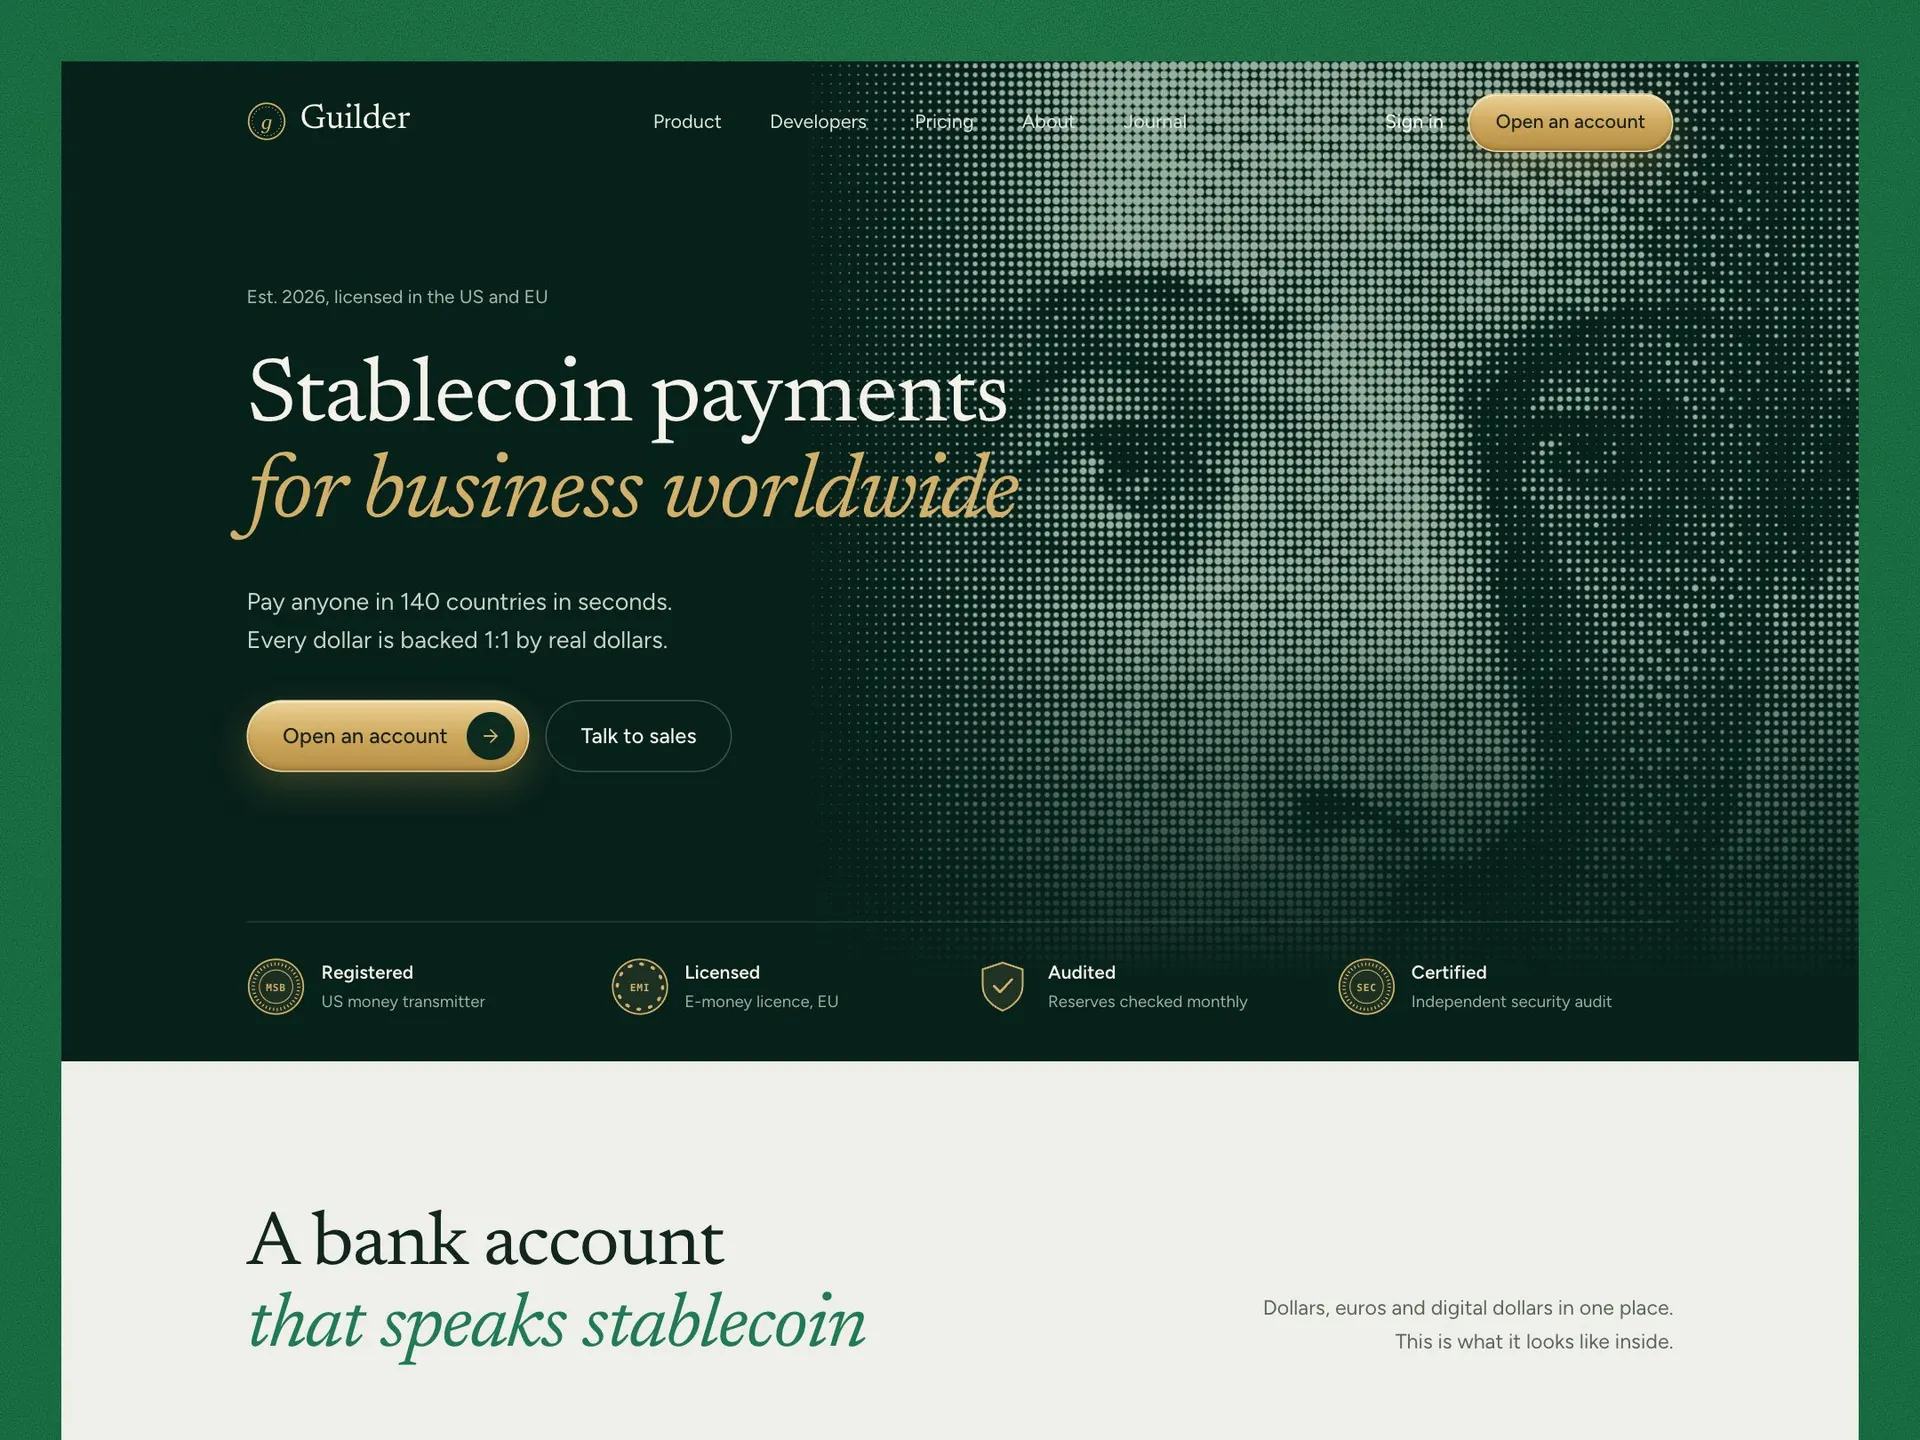 g Guilder
Product Developers Pricing About Journal Sign in Open an account
Est. 2026, licensed in the US and EU
Stablecoin payments
for business worldwide
Pay anyone in 140 countries in seconds.
Every dollar is backed 1:1 by real dollars.
Open an account → Talk to sales
MSB Registered
US money transmitter
EMI Licensed
E-money licence, EU
Audited
Reserves checked monthly
SEC Certified
Independent security audit
A bank account
that speaks stablecoin
Dollars, euros and digital dollars in one place.
This is what it looks like inside.